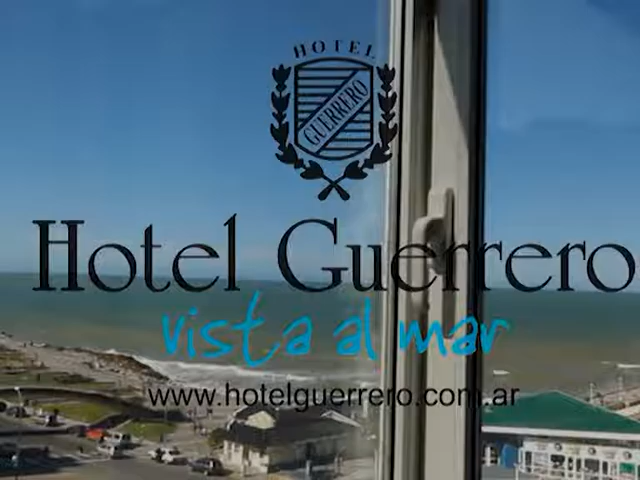 HOTEL
GUERRERO
Hotel Guerrero
vista al mar
www.hotelguerrero.com.ar